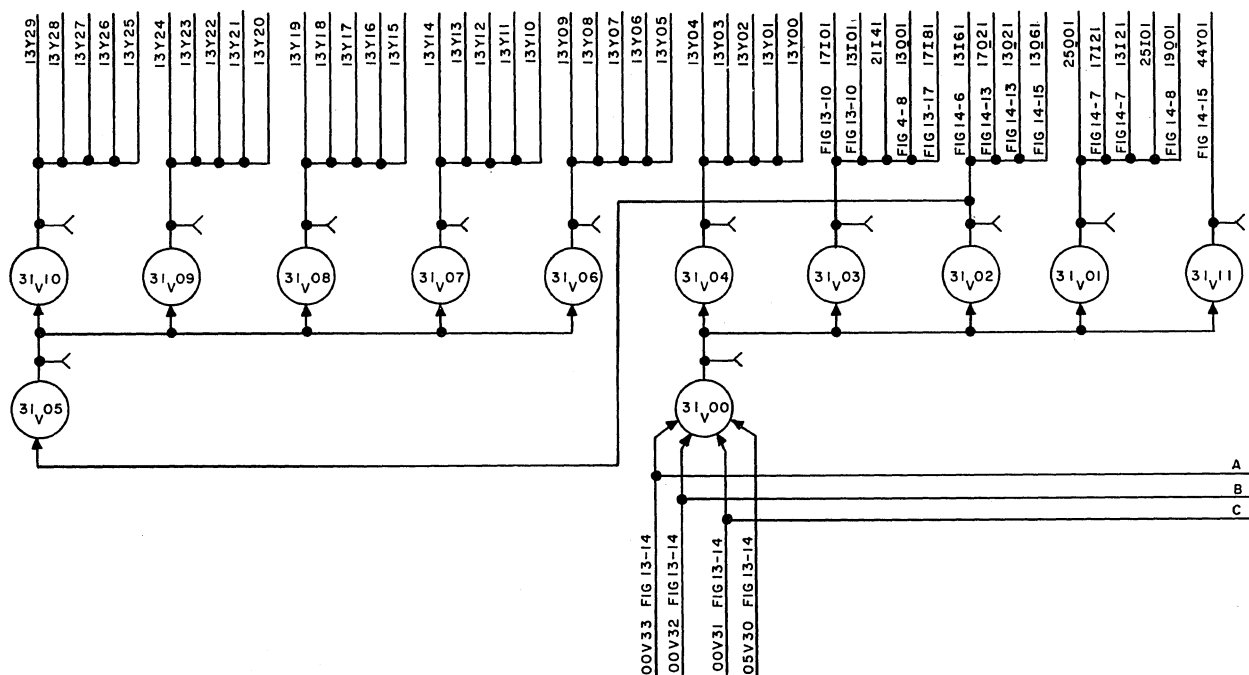 13Y29
13Y28
13Y27
13Y26
13Y25
13Y24
13Y23
13Y22
13Y21
13Y20
13Y19
13Y18
13Y17
13Y16
13Y15
13Y14
13Y13
13Y12
13Y11
13Y10
13Y09
13Y08
13Y07
13Y06
13Y05
13Y04
13Y03
13Y02
13Y01
13Y00
FIG 13-10 17I01
FIG 13-10 13I01
21I41
FIG 4-8 13Q01
FIG 13-17 17I81
FIG 14-6 13I61
FIG 14-13 17Q21
FIG 14-13 13Q21
FIG 14-15 13Q61
25Q01
FIG 14-7 17I21
FIG 14-7 13I21
25I01
FIG 14-8 19Q01
FIG 14-15 44Y01
31V10
31V09
31V08
31V07
31V06
31V04
31V03
31V02
31V01
31V11
31V05
31V00
A
B
C
00V33 FIG 13-14
00V32 FIG 13-14
00V31 FIG 13-14
05V30 FIG 13-14